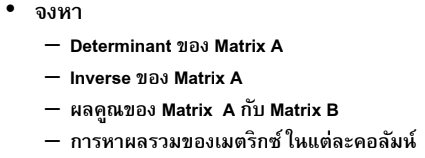 • จงหา
– Determinant ของ Matrix A
– Inverse ของ Matrix A
– ผลคูณของ Matrix A กับ Matrix B
– การหาผลรวมของเมตริกซ์ ในแต่ละคอลัมน์